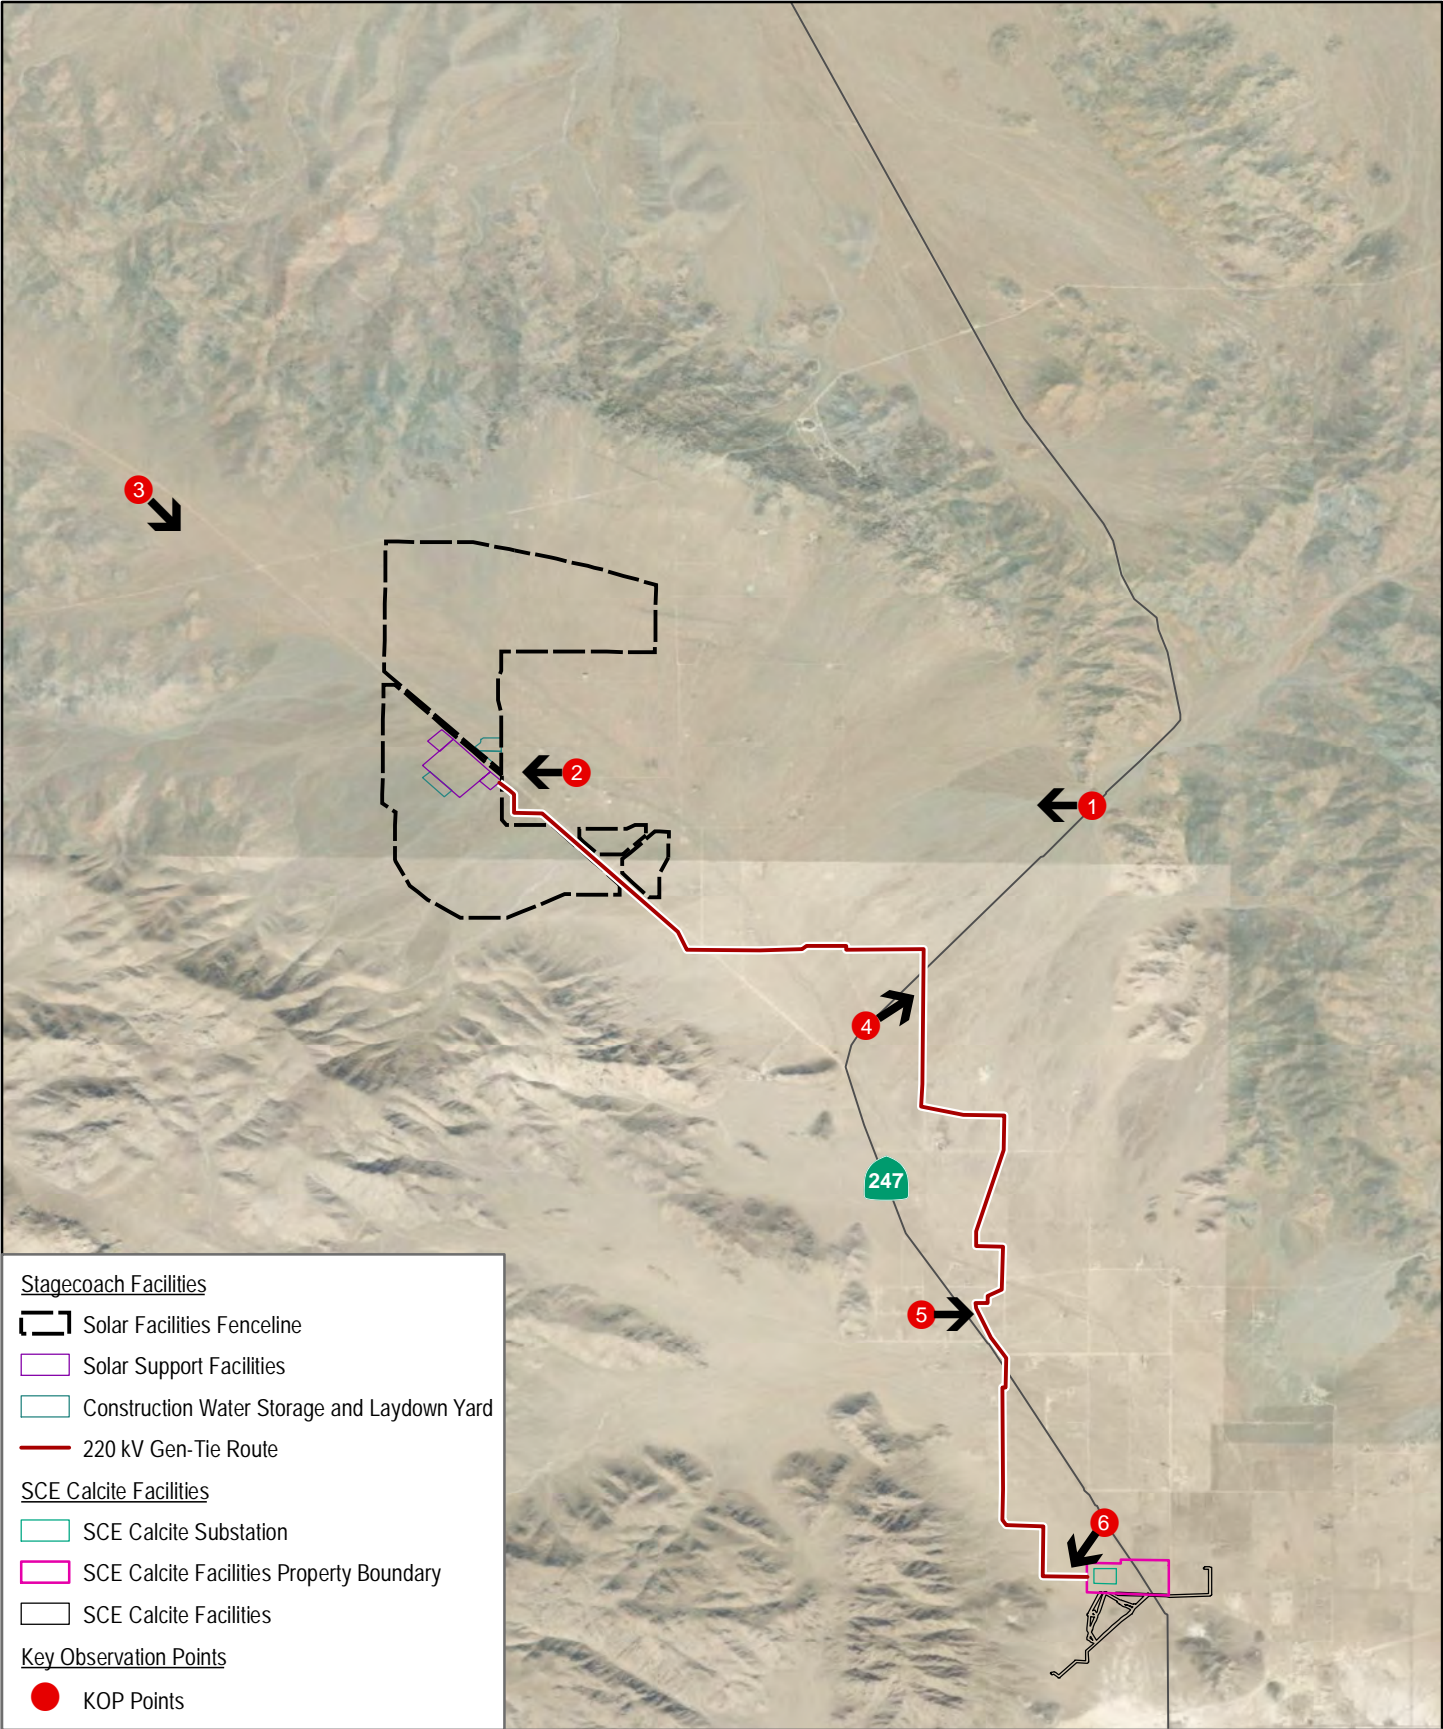 3
2
1
4
247
5
6
Stagecoach Facilities
Solar Facilities Fenceline
Solar Support Facilities
Construction Water Storage and Laydown Yard
220 kV Gen-Tie Route
SCE Calcite Facilities
SCE Calcite Substation
SCE Calcite Facilities Property Boundary
SCE Calcite Facilities
Key Observation Points
KOP Points